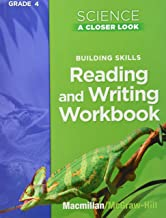 GRADE 4
SCIENCE
A CLOSER LOOK
BUILDING SKILLS
Reading
and Writing
Workbook
Macmillan/McGraw-Hill